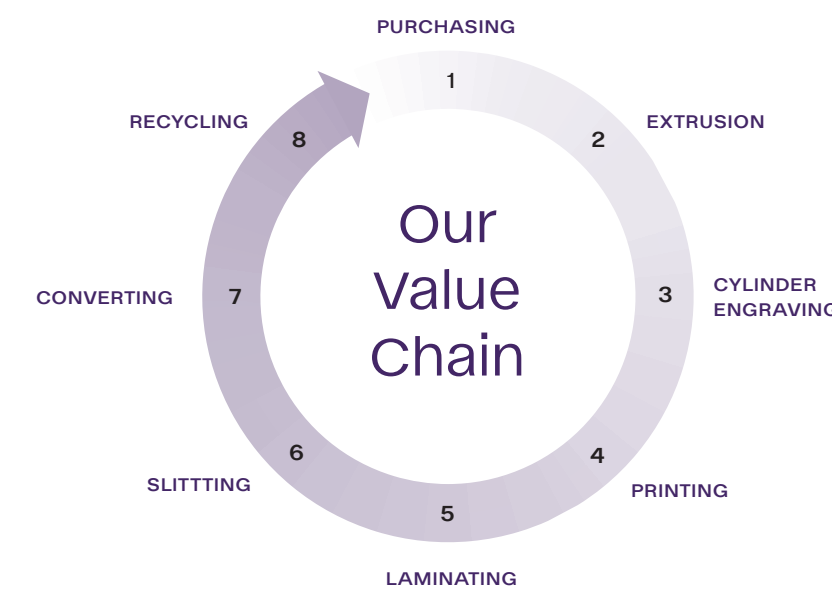 PURCHASING
1
EXTRUSION
2
CYLINDER
ENGRAVING
3
PRINTING
4
LAMINATING
5
SLITTTING
6
CONVERTING
7
RECYCLING
8
Our
Value
Chain